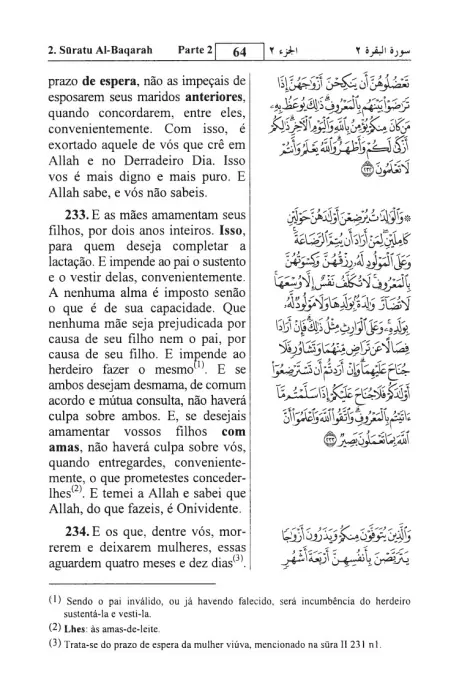 2. Sūratu Al-Baqarah Parte 2 64 الجزء ٢ سورة البقرة ٢
prazo de espera, não as impeçais de
esposarem seus maridos anteriores,
quando concordarem, entre eles,
convenientemente. Com isso, é
exortado aquele de vós que crê em
Allah e no Derradeiro Dia. Isso
vos é mais digno e mais puro. E
Allah sabe, e vós não sabeis.
233. E as mães amamentam seus
filhos, por dois anos inteiros. Isso,
para quem deseja completar a
lactação. E impende ao pai o sustento
e o vestir delas, convenientemente.
A nenhuma alma é imposto senão
o que é de sua capacidade. Que
nenhuma mãe seja prejudicada por
causa de seu filho nem o pai, por
causa de seu filho. E impende ao
herdeiro fazer o mesmo(1). E se
ambos desejam desmama, de comum
acordo e mútua consulta, não haverá
culpa sobre ambos. E, se desejais
amamentar vossos filhos com
amas, não haverá culpa sobre vós,
quando entregardes, conveniente-
mente, o que prometestes conceder-
lhes(2). E temei a Allah e sabei que
Allah, do que fazeis, é Onividente.
234. E os que, dentre vós, mor-
rerem e deixarem mulheres, essas
aguardem quatro meses e dez dias(3).
تَعْضُلُوهُنَّ أَن يَنكِحْنَ أَزْوَٰجَهُنَّ إِذَا
تَرَٰضَوْا۟ بَيْنَهُم بِٱلْمَعْرُوفِ ۗ ذَٰلِكَ يُوعَظُ بِهِۦ
مَن كَانَ مِنكُمْ يُؤْمِنُ بِٱللَّهِ وَٱلْيَوْمِ ٱلْـَٔاخِرِ ۗ ذَٰلِكُمْ
أَزْكَىٰ لَكُمْ وَأَطْهَرُ ۗ وَٱللَّهُ يَعْلَمُ وَأَنتُمْ
لَا تَعْلَمُونَ ٢٣٢
۞ وَٱلْوَٰلِدَٰتُ يُرْضِعْنَ أَوْلَٰدَهُنَّ حَوْلَيْنِ
كَامِلَيْنِ ۖ لِمَنْ أَرَادَ أَن يُتِمَّ ٱلرَّضَاعَةَ ۚ
وَعَلَى ٱلْمَوْلُودِ لَهُۥ رِزْقُهُنَّ وَكِسْوَتُهُنَّ
بِٱلْمَعْرُوفِ ۚ لَا تُكَلَّفُ نَفْسٌ إِلَّا وُسْعَهَا ۚ
لَا تُضَآرَّ وَٰلِدَةٌۢ بِوَلَدِهَا وَلَا مَوْلُودٌ لَّهُۥ
بِوَلَدِهِۦ ۚ وَعَلَى ٱلْوَارِثِ مِثْلُ ذَٰلِكَ ۗ فَإِنْ أَرَادَا
فِصَالًا عَن تَرَاضٍ مِّنْهُمَا وَتَشَاوُرٍ فَلَا
جُنَاحَ عَلَيْهِمَا ۗ وَإِنْ أَرَدتُّمْ أَن تَسْتَرْضِعُوٓا۟
أَوْلَٰدَكُمْ فَلَا جُنَاحَ عَلَيْكُمْ إِذَا سَلَّمْتُم مَّآ
ءَاتَيْتُم بِٱلْمَعْرُوفِ ۗ وَٱتَّقُوا۟ ٱللَّهَ وَٱعْلَمُوٓا۟ أَنَّ
ٱللَّهَ بِمَا تَعْمَلُونَ بَصِيرٌ ٢٣٣
وَٱلَّذِينَ يُتَوَفَّوْنَ مِنكُمْ وَيَذَرُونَ أَزْوَٰجًا
يَتَرَبَّصْنَ بِأَنفُسِهِنَّ أَرْبَعَةَ أَشْهُرٍ
(1) Sendo o pai inválido, ou já havendo falecido, será incumbência do herdeiro
sustentá-la e vesti-la.
(2) Lhes: às amas-de-leite.
(3) Trata-se do prazo de espera da mulher viúva, mencionado na sūra II 231 n1.